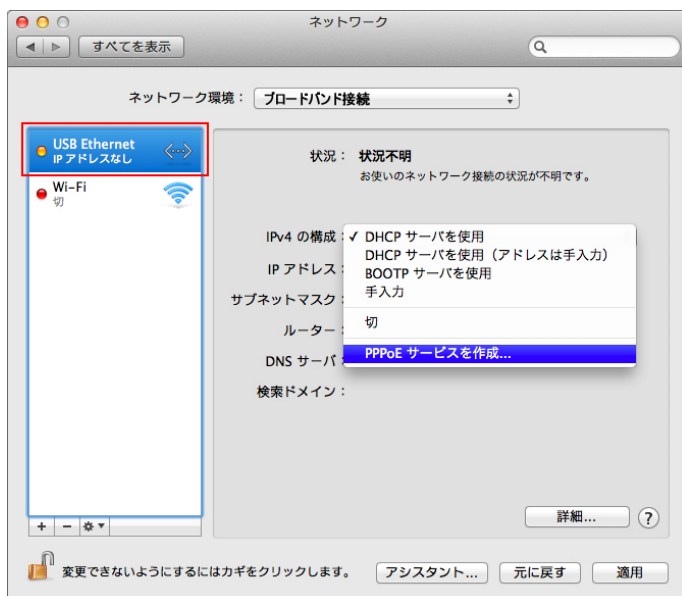 ネットワーク
すべてを表示
ネットワーク環境： ブロードバンド接続
USB Ethernet
IP アドレスなし
Wi-Fi
切
状況： 状況不明
お使いのネットワーク接続の状況が不明です。
IPv4 の構成： ✓ DHCP サーバを使用
DHCP サーバを使用（アドレスは手入力）
IP アドレス：
BOOTP サーバを使用
手入力
サブネットマスク：
切
ルーター：
PPPoE サービスを作成...
DNS サーバ：
検索ドメイン：
詳細... ?
+ −
変更できないようにするにはカギをクリックします。
アシスタント... 元に戻す 適用